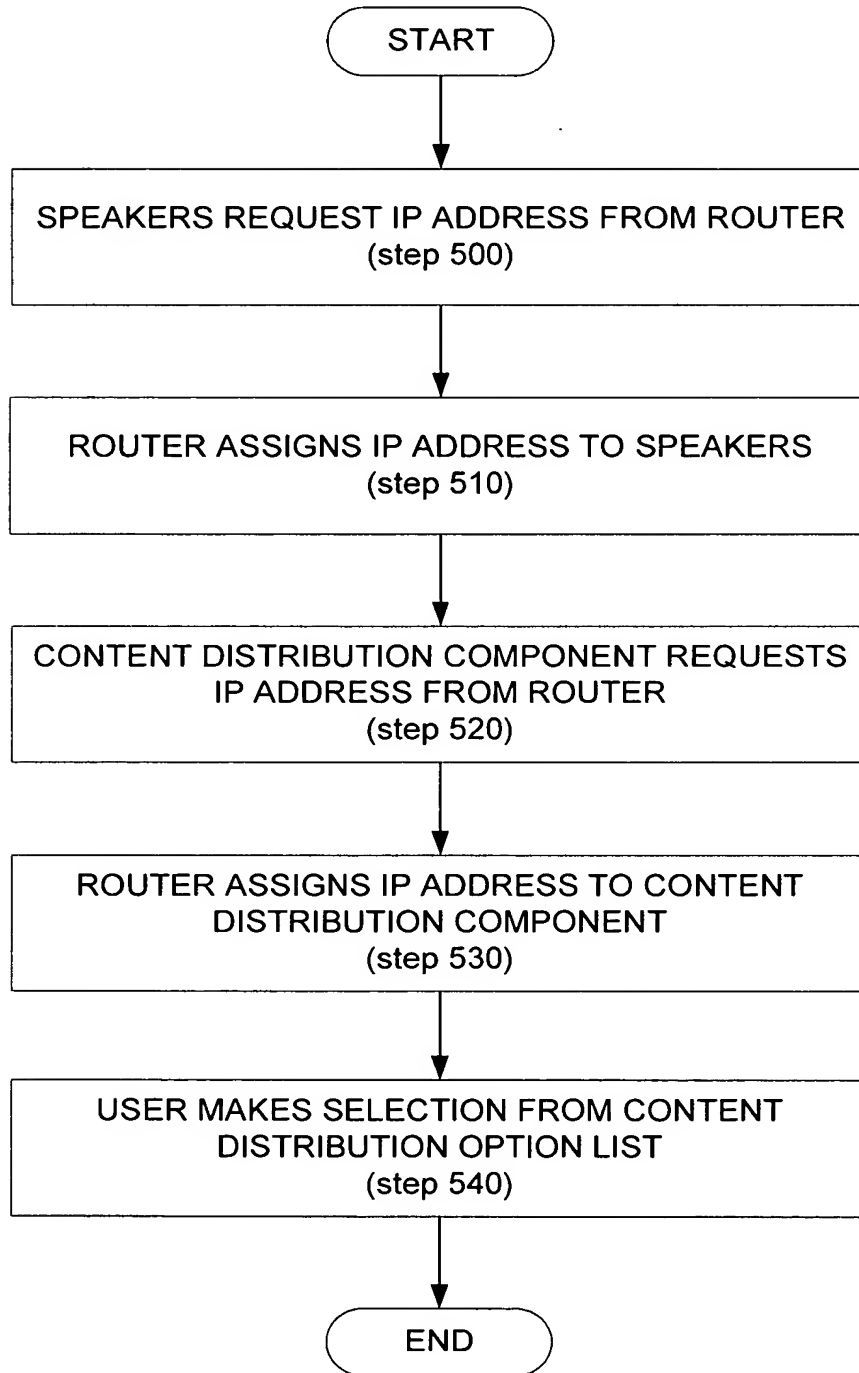 START
SPEAKERS REQUEST IP ADDRESS FROM ROUTER
(step 500)
ROUTER ASSIGNS IP ADDRESS TO SPEAKERS
(step 510)
CONTENT DISTRIBUTION COMPONENT REQUESTS
IP ADDRESS FROM ROUTER
(step 520)
ROUTER ASSIGNS IP ADDRESS TO CONTENT
DISTRIBUTION COMPONENT
(step 530)
USER MAKES SELECTION FROM CONTENT
DISTRIBUTION OPTION LIST
(step 540)
END